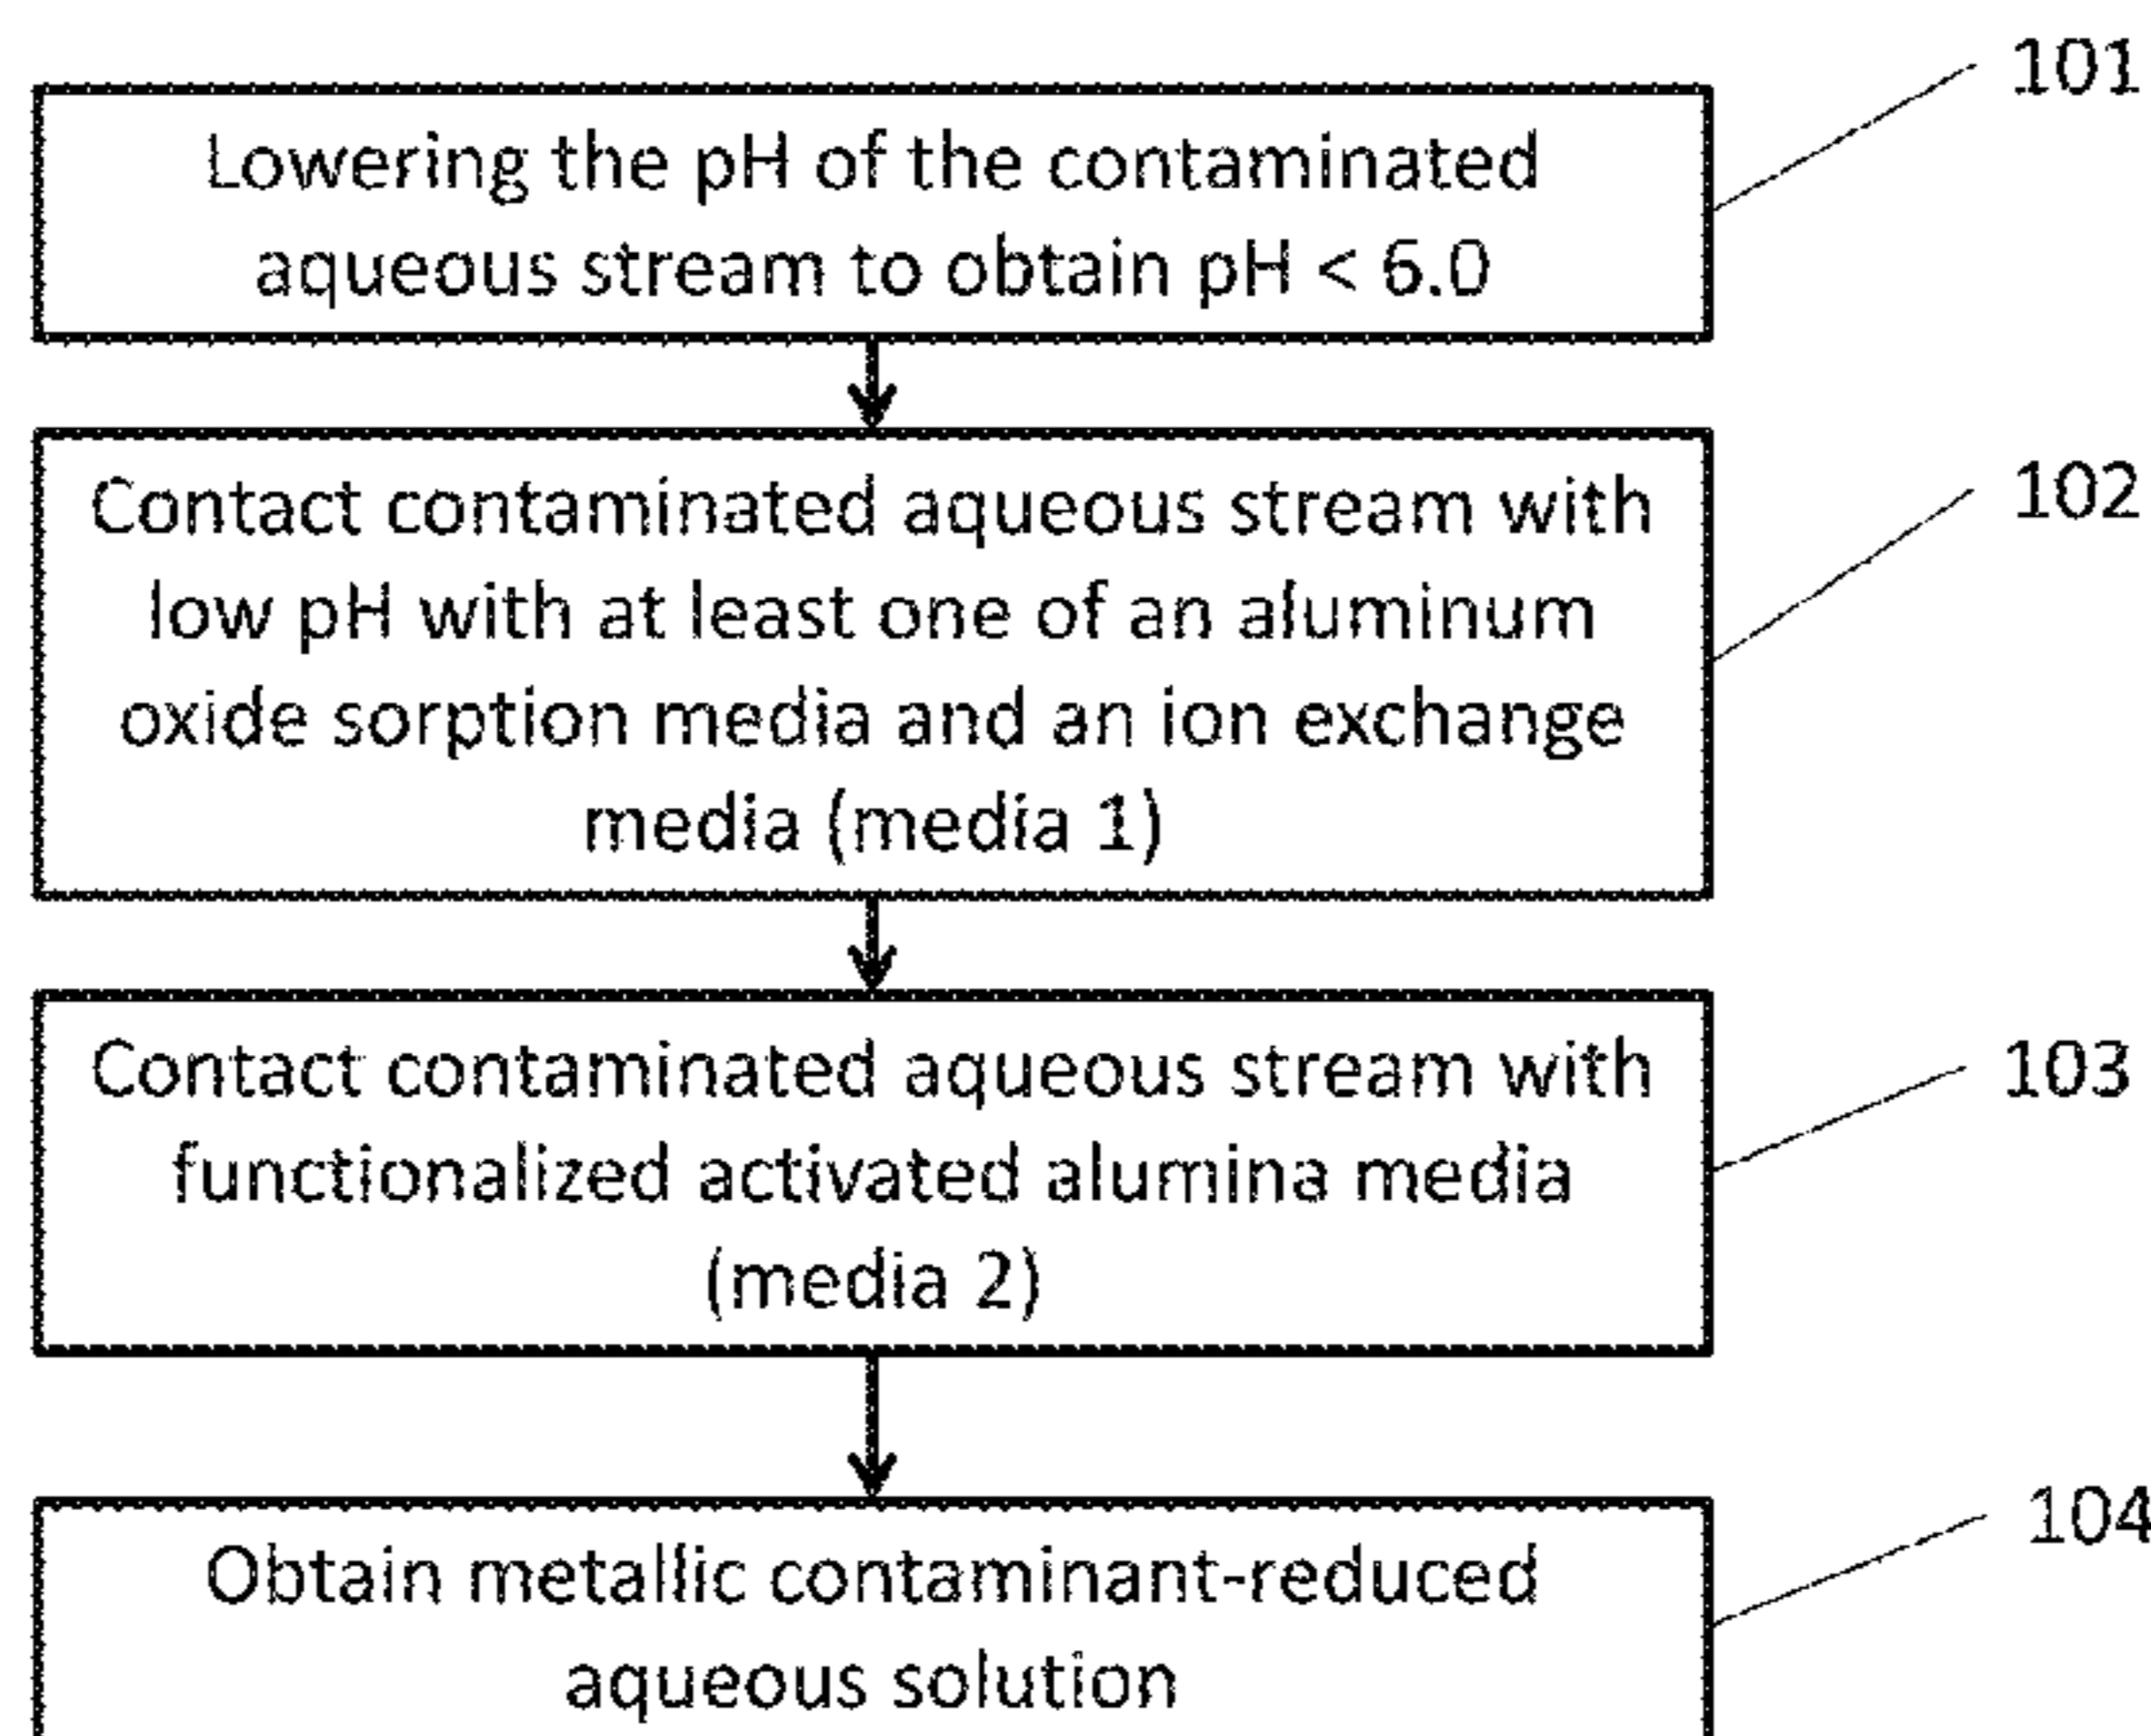 101
Lowering the pH of the contaminated
aqueous stream to obtain pH < 6.0
102
Contact contaminated aqueous stream with
low pH with at least one of an aluminum
oxide sorption media and an ion exchange
media (media 1)
103
Contact contaminated aqueous stream with
functionalized activated alumina media
(media 2)
104
Obtain metallic contaminant-reduced
aqueous solution